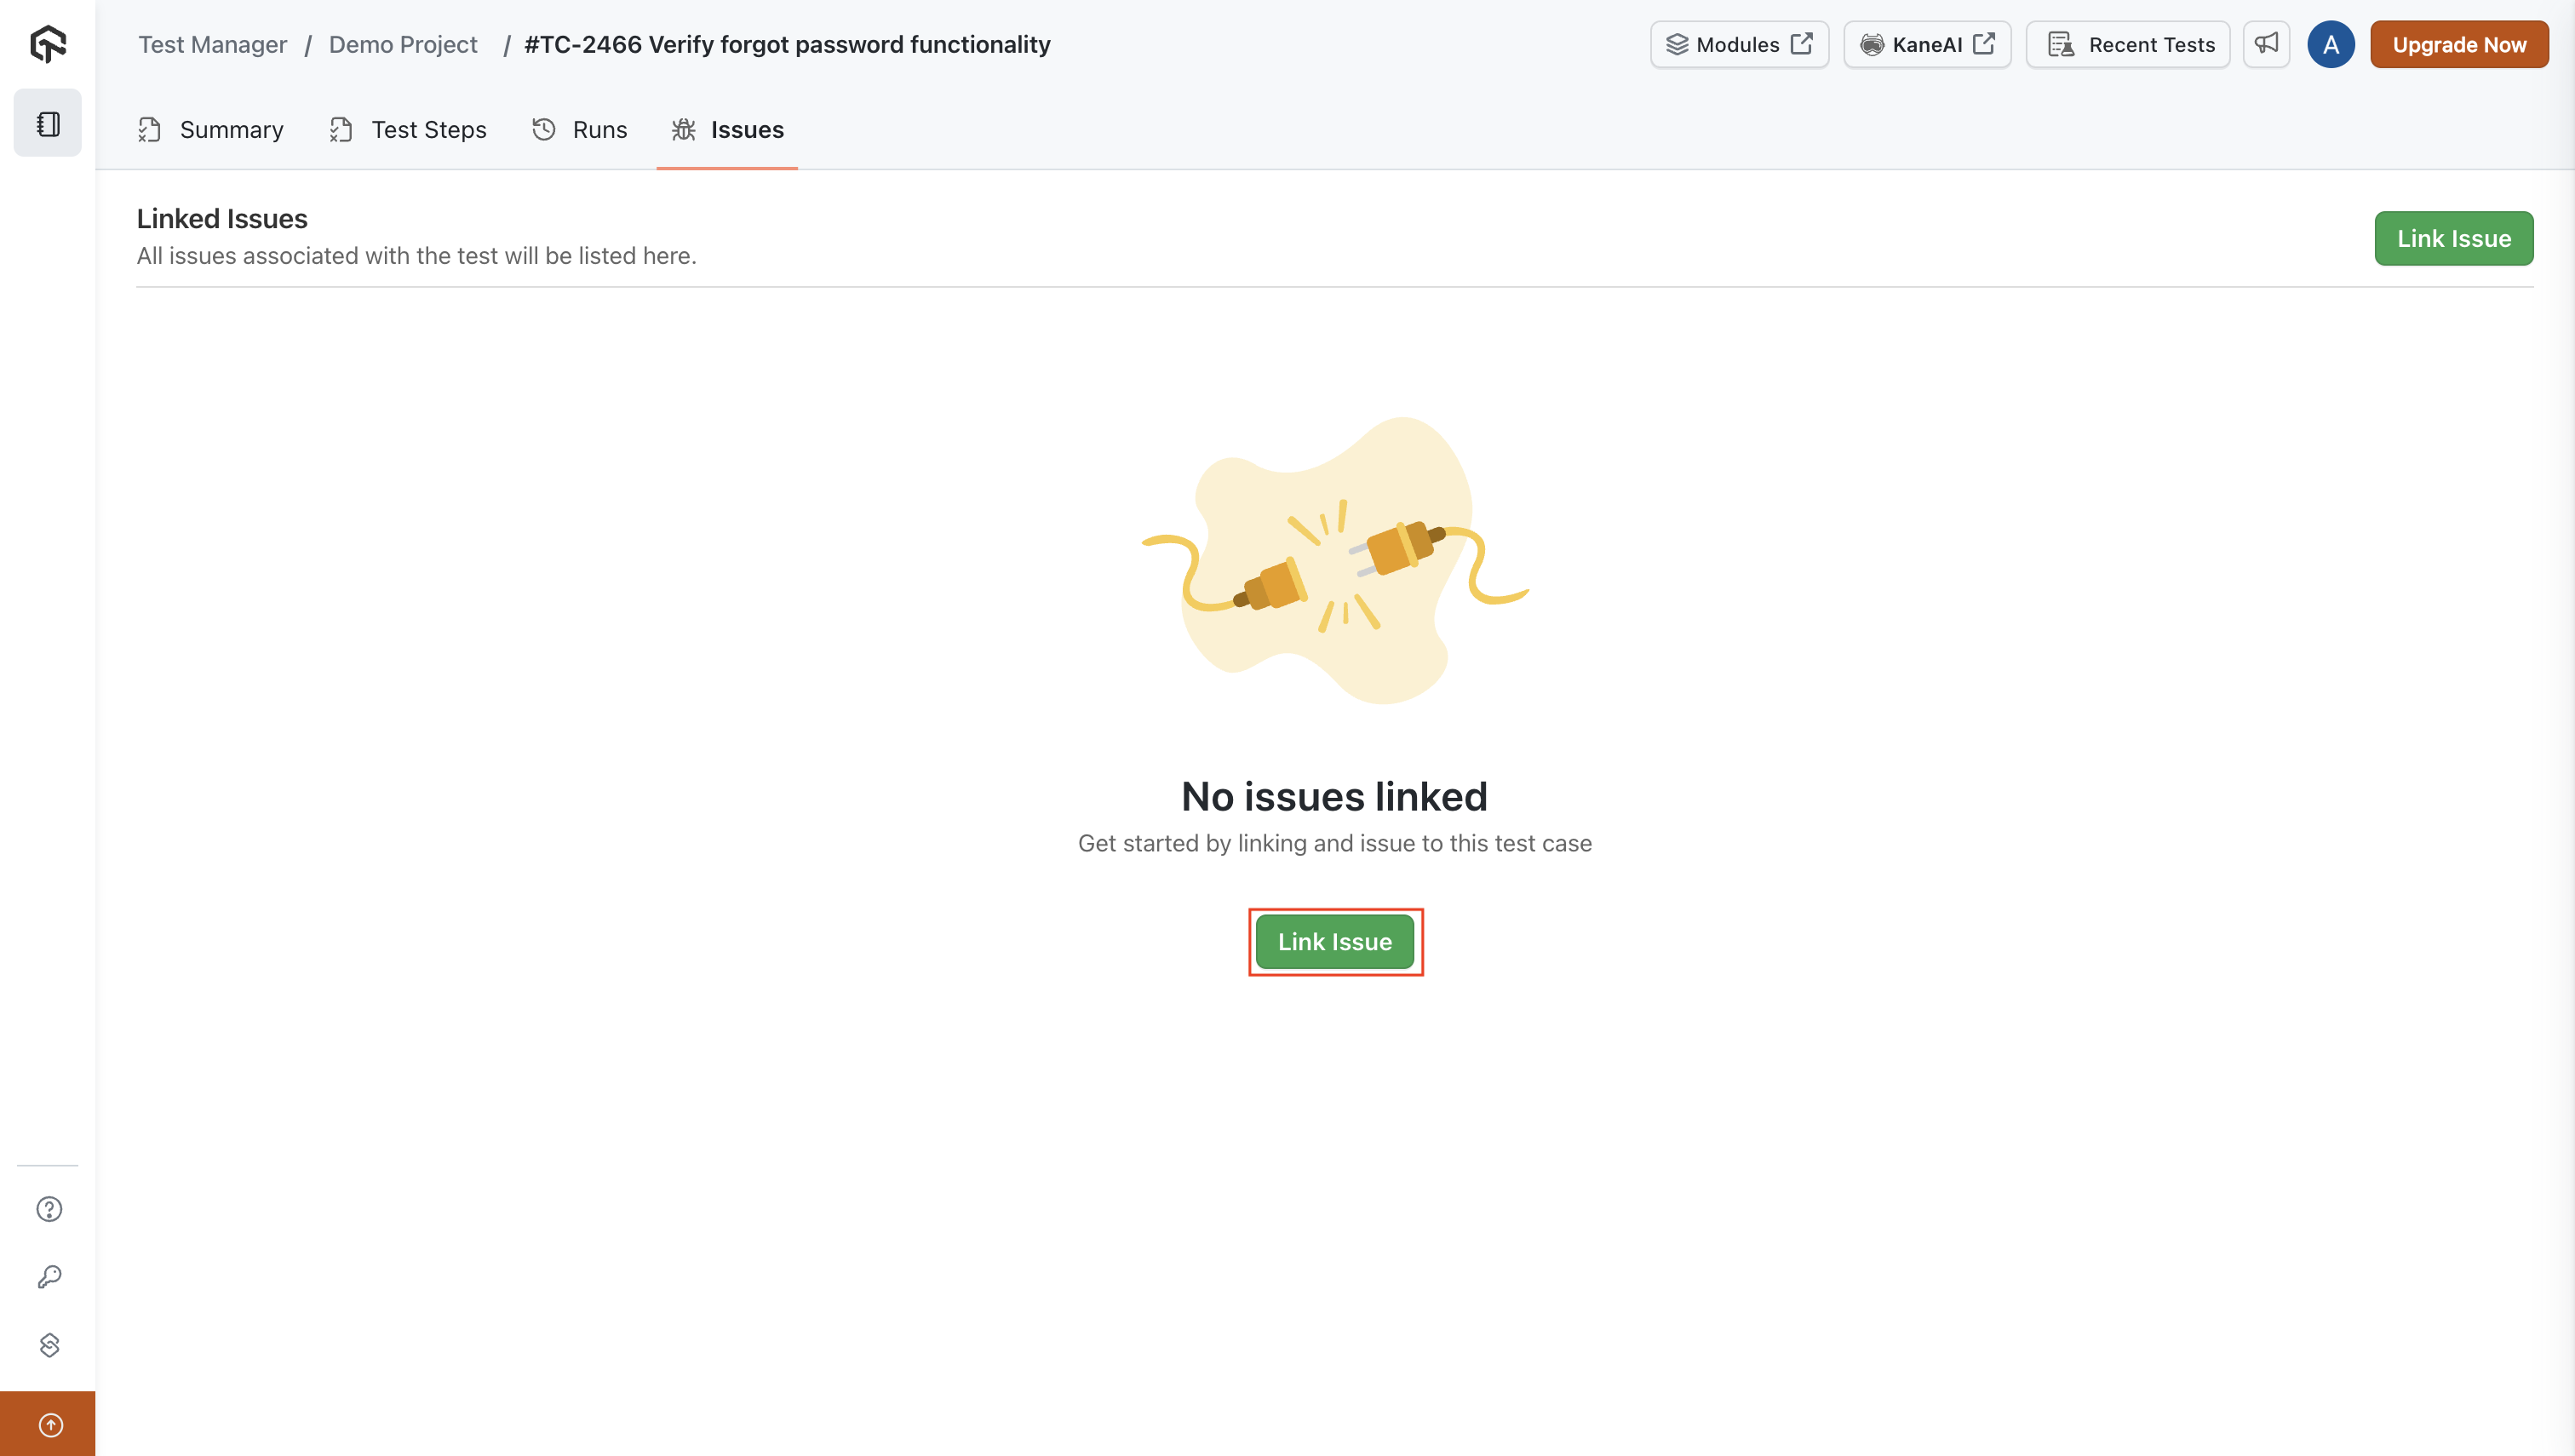 Test Manager / Demo Project / #TC-2466 Verify forgot password functionality
Modules
KaneAI
Recent Tests
A
Upgrade Now
Summary
Test Steps
Runs
Issues
Linked Issues
All issues associated with the test will be listed here.
Link Issue
No issues linked
Get started by linking and issue to this test case
Link Issue